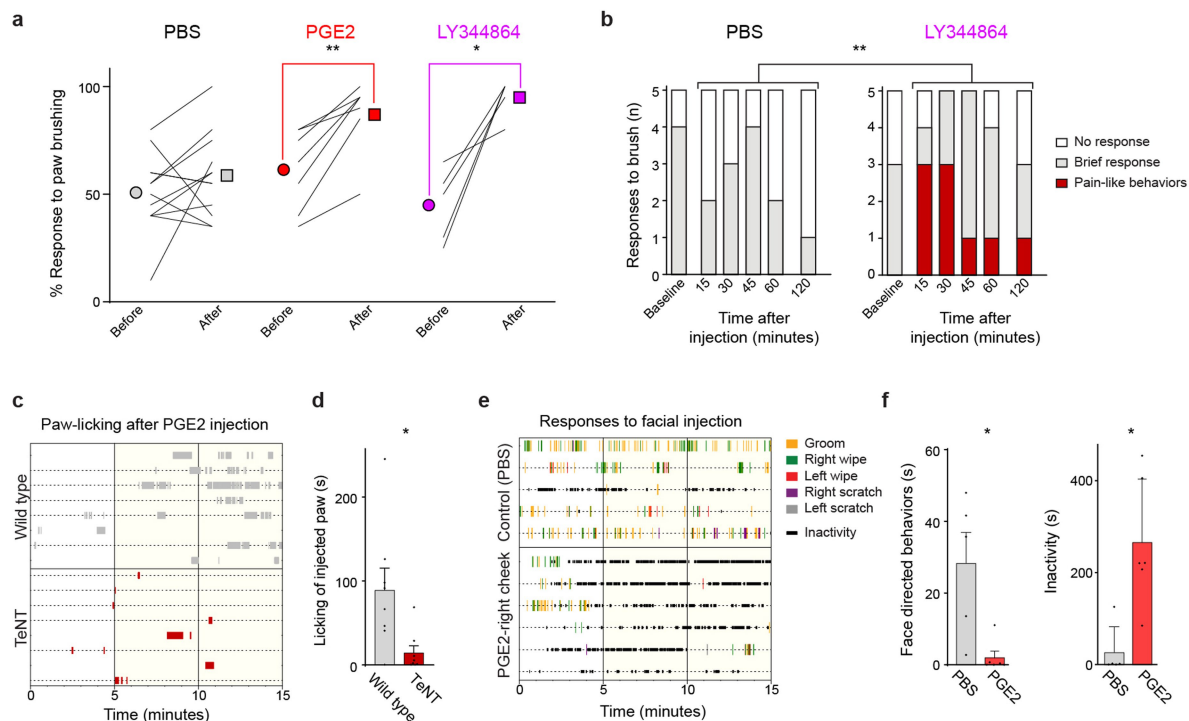 a
PBS
PGE2
LY344864
**
*
% Response to paw brushing
100
50
0
Before
After
Before
After
Before
After
b
PBS
**
LY344864
Responses to brush (n)
5
4
3
2
1
0
Baseline
15
30
45
60
120
Time after
injection (minutes)
5
4
3
2
1
0
Baseline
15
30
45
60
120
Time after
injection (minutes)
No response
Brief response
Pain-like behaviors
c
Paw-licking after PGE2 injection
Wild type
TeNT
0
5
10
15
Time (minutes)
d
*
Licking of injected paw (s)
200
100
0
Wild type
TeNT
e
Responses to facial injection
Control (PBS)
PGE2-right cheek
0
5
10
15
Time (minutes)
Groom
Right wipe
Left wipe
Right scratch
Left scratch
Inactivity
f
*
Face directed behaviors (s)
60
40
20
0
PBS
PGE2
*
Inactivity (s)
400
200
0
PBS
PGE2